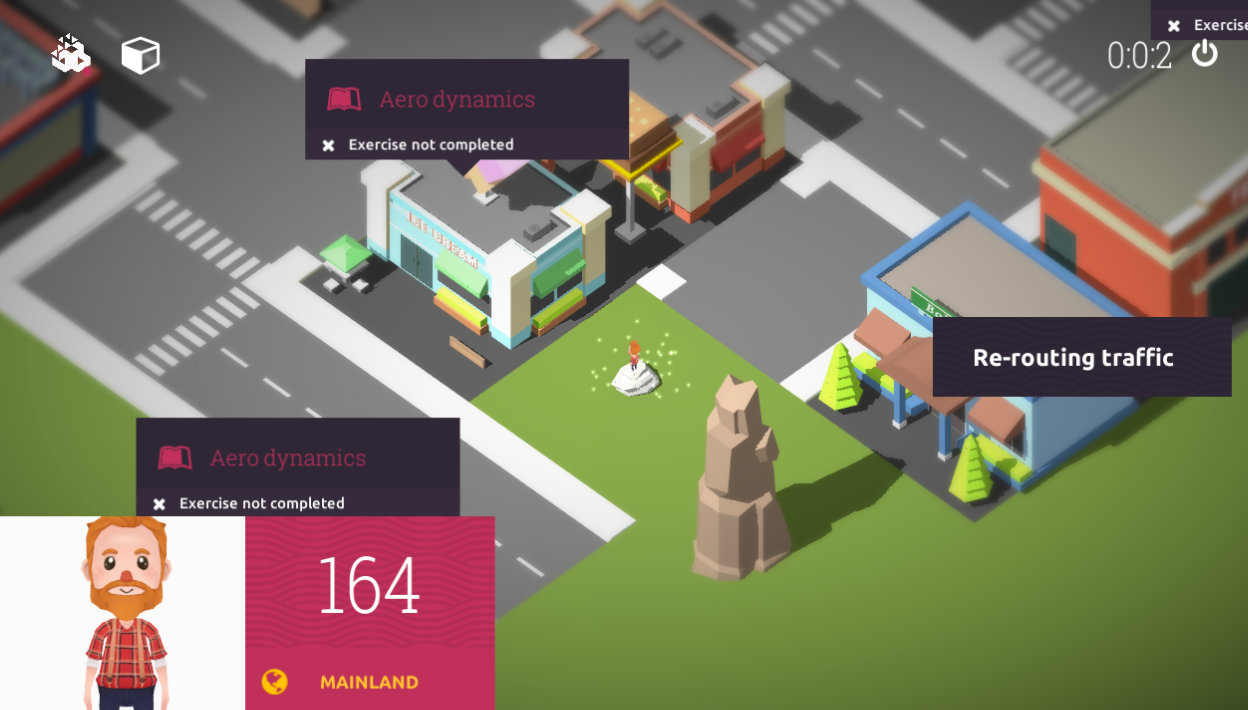 Exercise
0:0:2
Aero dynamics
Exercise not completed
ICE CREAM
Re-routing traffic
Aero dynamics
Exercise not completed
164
MAINLAND